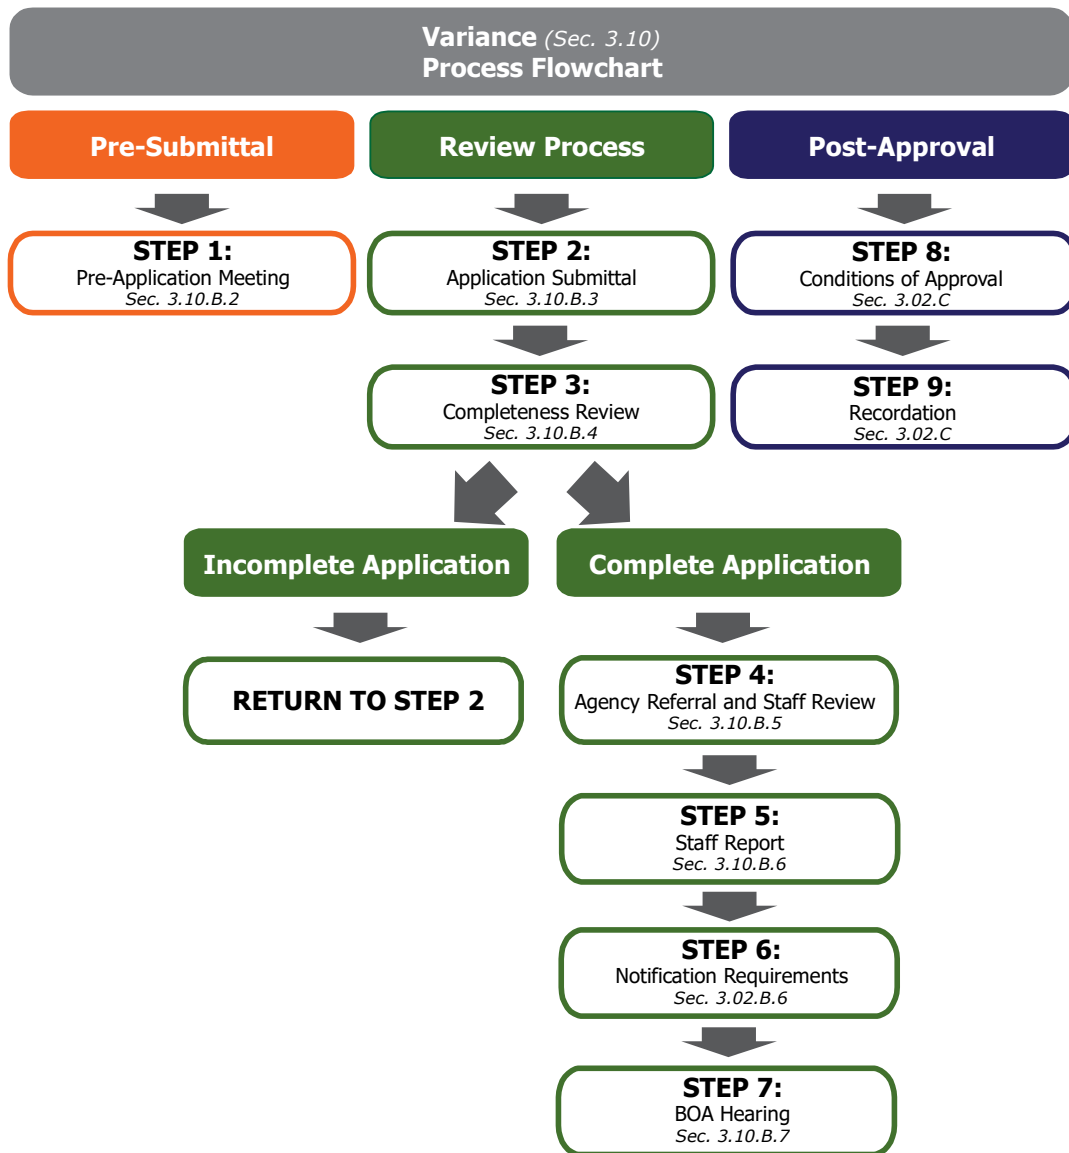 Variance (Sec. 3.10)
Process Flowchart
Pre-Submittal
Review Process
Post-Approval
STEP 1:
Pre-Application Meeting
Sec. 3.10.B.2
STEP 2:
Application Submittal
Sec. 3.10.B.3
STEP 8:
Conditions of Approval
Sec. 3.02.C
STEP 3:
Completeness Review
Sec. 3.10.B.4
STEP 9:
Recordation
Sec. 3.02.C
Incomplete Application
Complete Application
RETURN TO STEP 2
STEP 4:
Agency Referral and Staff Review
Sec. 3.10.B.5
STEP 5:
Staff Report
Sec. 3.10.B.6
STEP 6:
Notification Requirements
Sec. 3.02.B.6
STEP 7:
BOA Hearing
Sec. 3.10.B.7